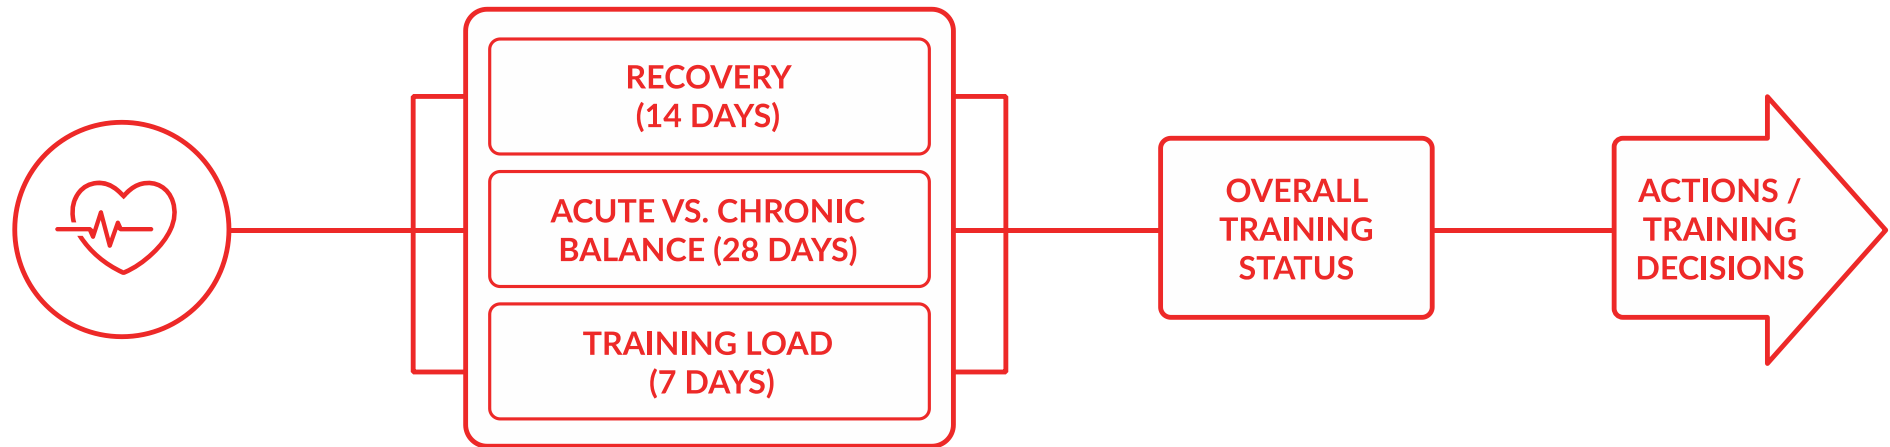 RECOVERY
(14 DAYS)
ACUTE VS. CHRONIC
BALANCE (28 DAYS)
TRAINING LOAD
(7 DAYS)
OVERALL
TRAINING
STATUS
ACTIONS /
TRAINING
DECISIONS